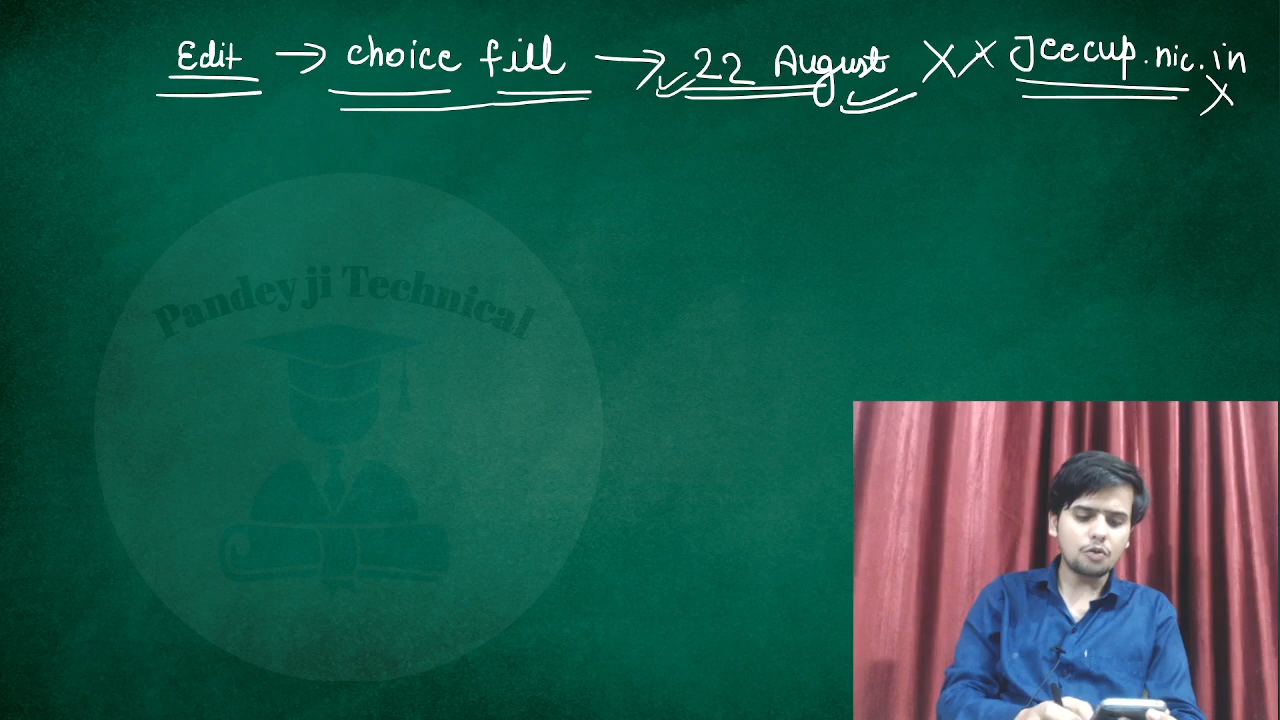 Edit → choice fill → 22 August X X Jeecup.nic.in
X
Pandey ji Technical